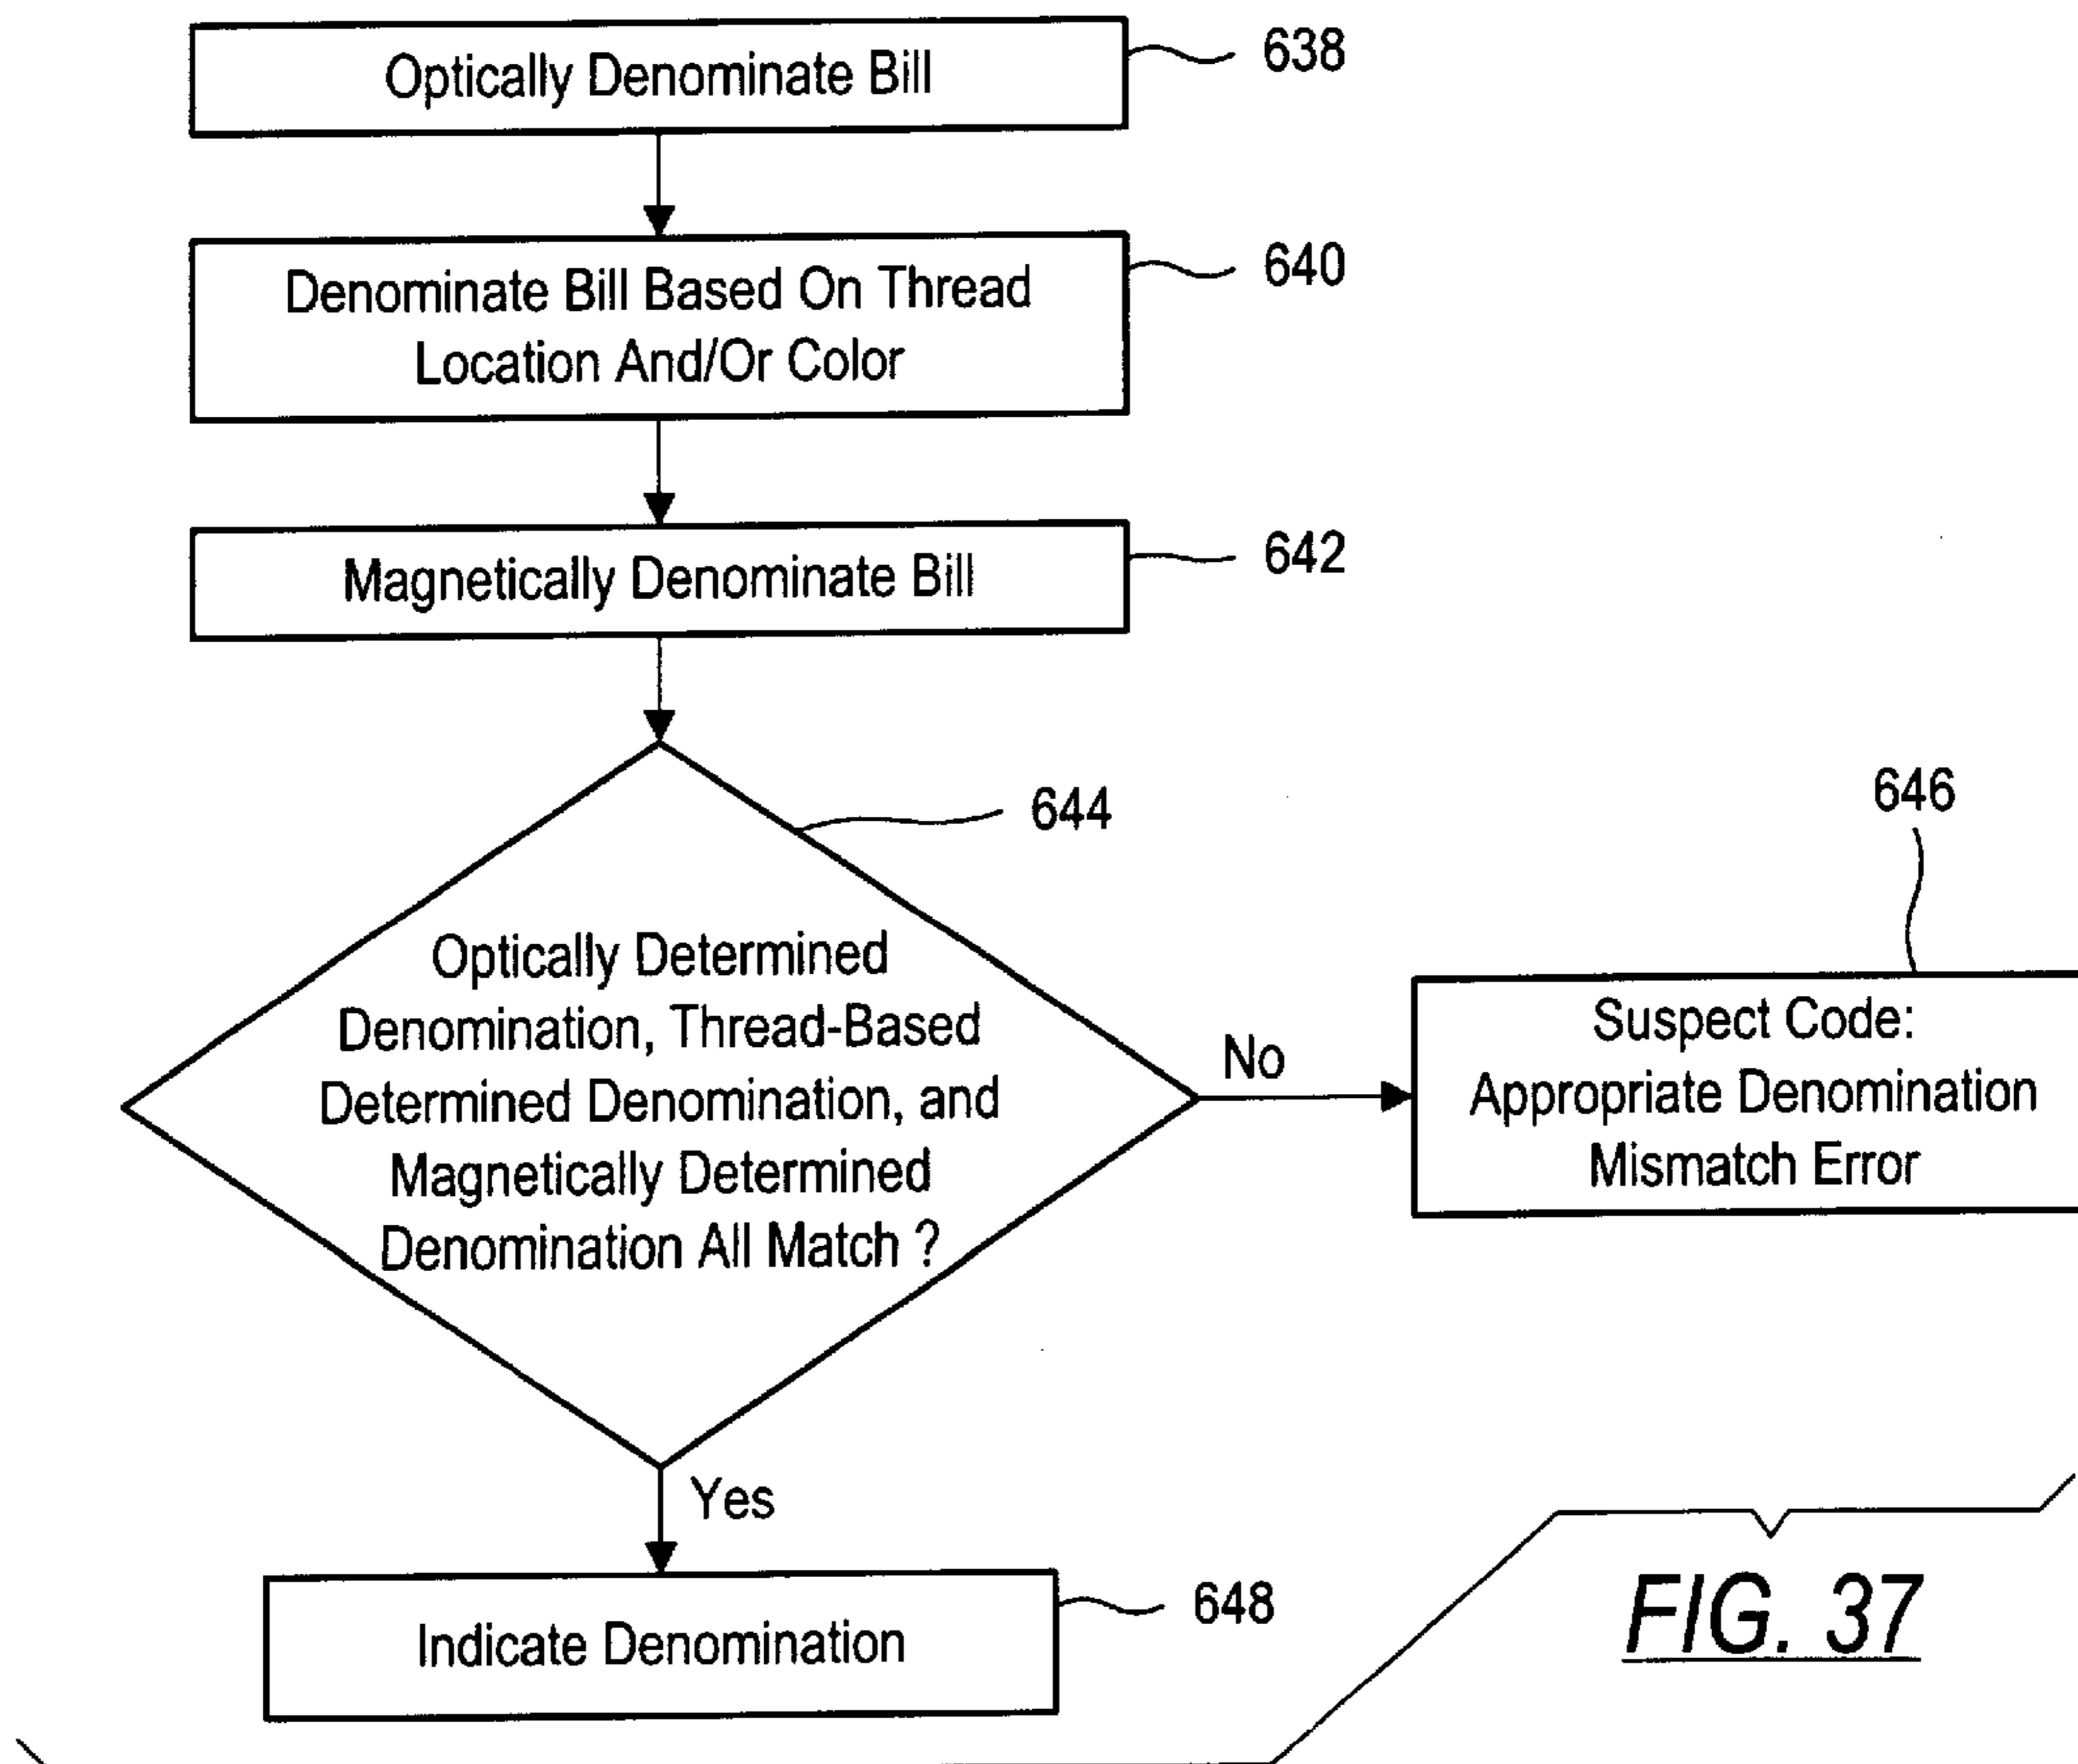 Optically Denominate Bill
638
Denominate Bill Based On Thread
Location And/Or Color
640
Magnetically Denominate Bill
642
644
Optically Determined
Denomination, Thread-Based
Determined Denomination, and
Magnetically Determined
Denomination All Match ?
No
646
Suspect Code:
Appropriate Denomination
Mismatch Error
Yes
Indicate Denomination
648
FIG. 37